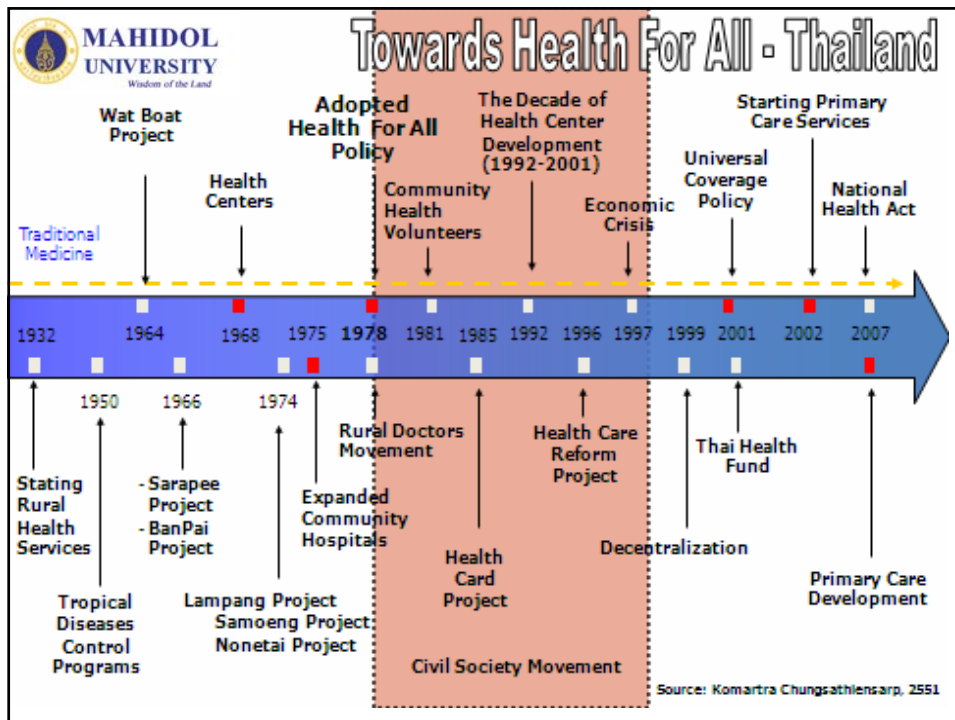 MAHIDOL
UNIVERSITY
Wisdom of the Land
Towards Health For All - Thailand
Wat Boat
Project
Health
Centers
Adopted
Health For All
Policy
Community
Health
Volunteers
The Decade of
Health Center
Development
(1992-2001)
Economic
Crisis
Universal
Coverage
Policy
Starting Primary
Care Services
National
Health Act
Traditional
Medicine
1932
1964
1968
1975
1978
1981
1985
1992
1996
1997
1999
2001
2002
2007
1950
1966
1974
Stating
Rural
Health
Services
Tropical
Diseases
Control
Programs
- Sarapee
Project
- BanPai
Project
Lampang Project
Samoeng Project
Nonetai Project
Expanded
Community
Hospitals
Rural Doctors
Movement
Health
Card
Project
Health Care
Reform
Project
Decentralization
Thai Health
Fund
Primary Care
Development
Civil Society Movement
Source: Komartra Chungsathiensarp, 2551